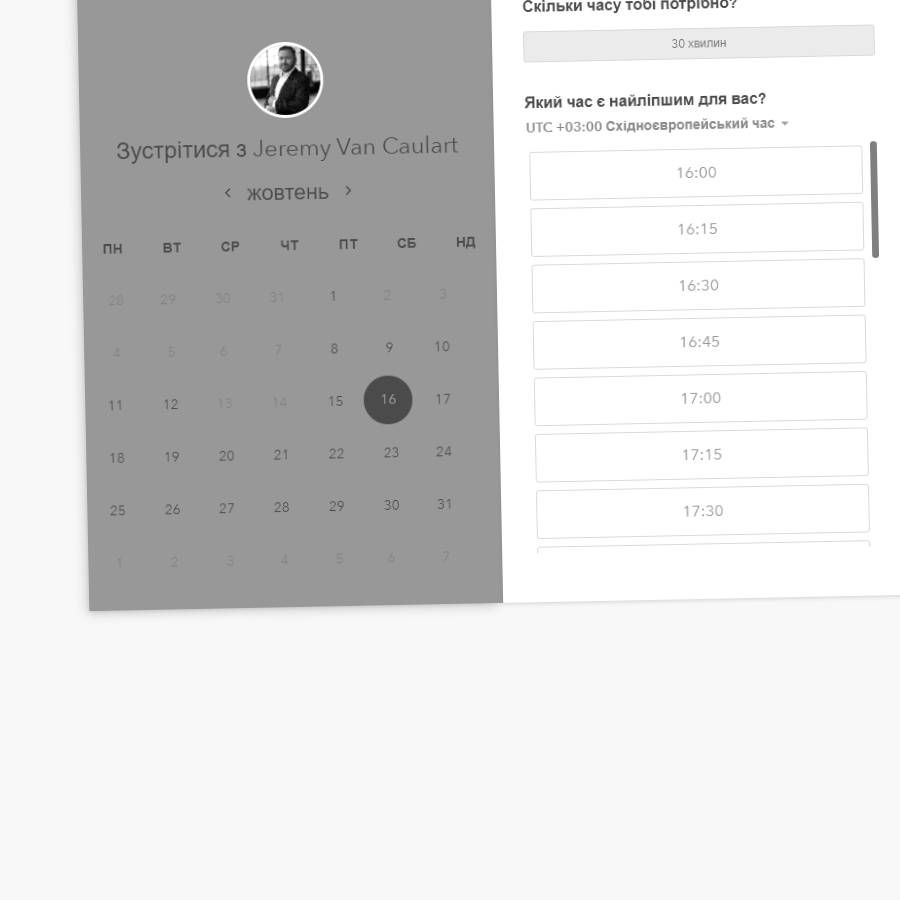 Зустрітися з Jeremy Van Caulart
‹ жовтень ›
ПН ВТ СР ЧТ ПТ СБ НД
28 29 30 31 1 2 3
4 5 6 7 8 9 10
11 12 13 14 15 16 17
18 19 20 21 22 23 24
25 26 27 28 29 30 31
1 2 3 4 5 6 7
Скільки часу тобі потрібно?
30 хвилин
Який час є найліпшим для вас?
UTC +03:00 Східноєвропейський час
16:00
16:15
16:30
16:45
17:00
17:15
17:30